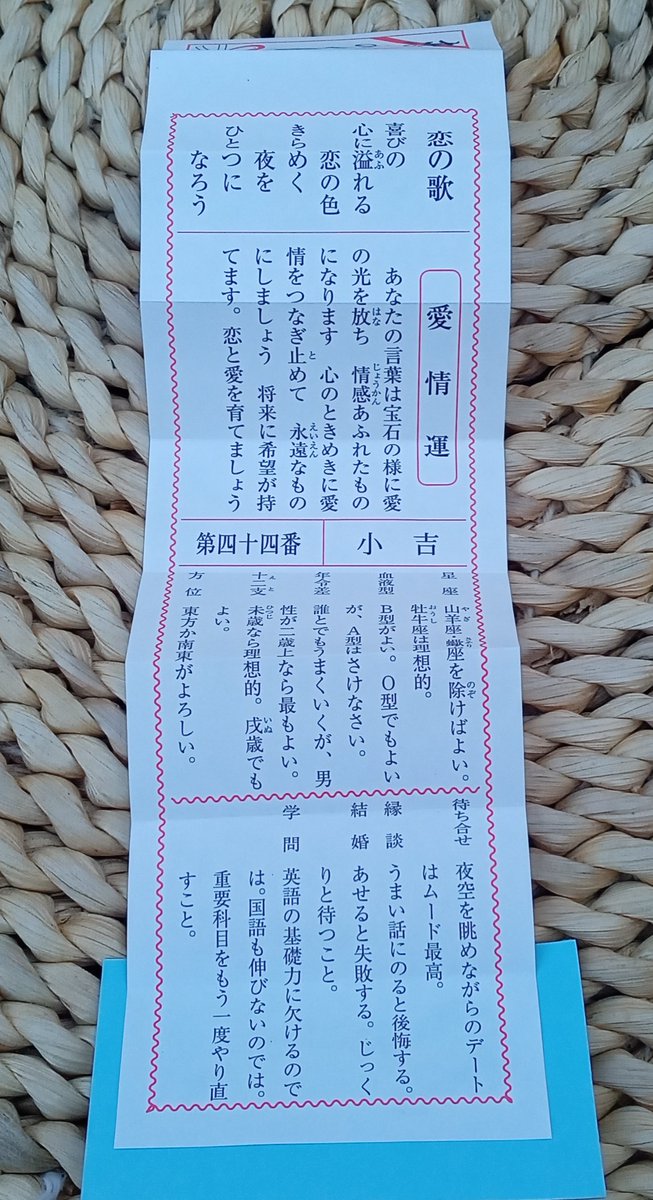 恋の歌
喜びの
心に溢れる
恋の色
きらめく
夜を
ひとつに
なろう
愛情運
あなたの言葉は宝石の様に愛
の光を放ち 情感あふれたもの
になります 心のときめきに愛
情をつなぎ止めて 永遠なもの
にしましょう 将来に希望が持
てます。恋と愛を育てましょう
小吉
第四十四番
星座 山羊座・蠍座を除けばよい。
牡牛座は理想的。
血液型 B型がよい。O型でもよい
が、A型はさけなさい。
年令差 誰とでもうまくいくが、男
性が三歳上なら最もよい。
十二支 未歳なら理想的。戌歳でも
よい。
方位 東方か南東がよろしい。
待ち合せ 夜空を眺めながらのデート
はムード最高。
縁談 うまい話にのると後悔する。
結婚 あせると失敗する。じっく
りと待つこと。
学問 英語の基礎力に欠けるので
は。国語も伸びないのでは。
重要科目をもう一度やり直
すこと。